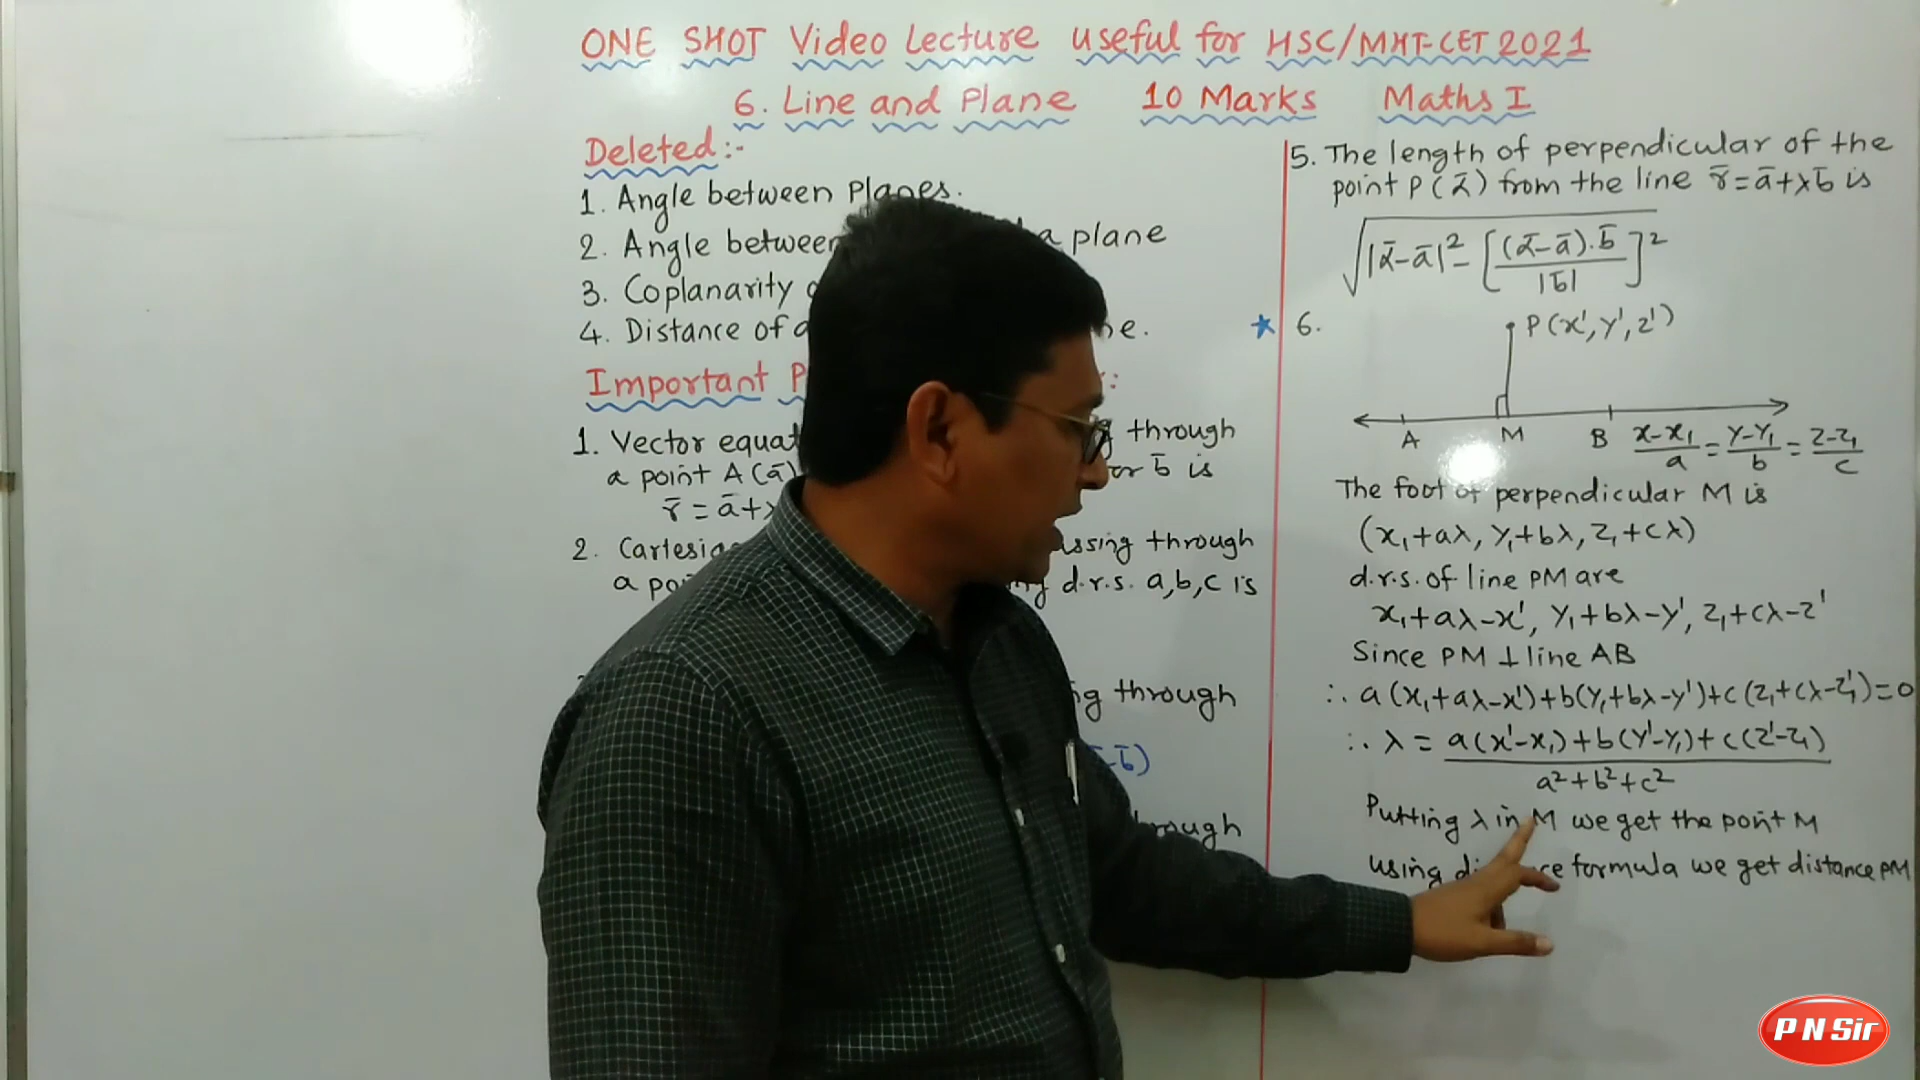 ONE SHOT Video Lecture useful for HSC/MHT-CET 2021
6. Line and Plane 10 Marks Maths I
Deleted:-
1. Angle between Planes.
2. Angle between a plane
3. Coplanarity
4. Distance of
Important
1. Vector through
a point A(a̅) b̅ is
r̅ = a̅+
2. through
a d.r.s. a,b,c is
through
5. The length of perpendicular of the
point P(α̅) from the line r̅=a̅+λb̅ is
√|α̅-a̅|²-[(α̅-a̅).b̅/|b̅|]²
★ 6.
P(x',y',z')
A M B x-x₁/a = y-y₁/b = z-z₁/c
The foot of perpendicular M is
(x₁+aλ, y₁+bλ, z₁+cλ)
d.r.s. of line PM are
x₁+aλ-x', y₁+bλ-y', z₁+cλ-z'
Since PM ⊥ line AB
∴ a(x₁+aλ-x')+b(y₁+bλ-y')+c(z₁+cλ-z₁')=0
∴ λ = a(x'-x₁)+b(y'-y₁)+c(z'-z₁)/a²+b²+c²
Putting λ in M we get the point M
using formula we get distance PM
P N Sir